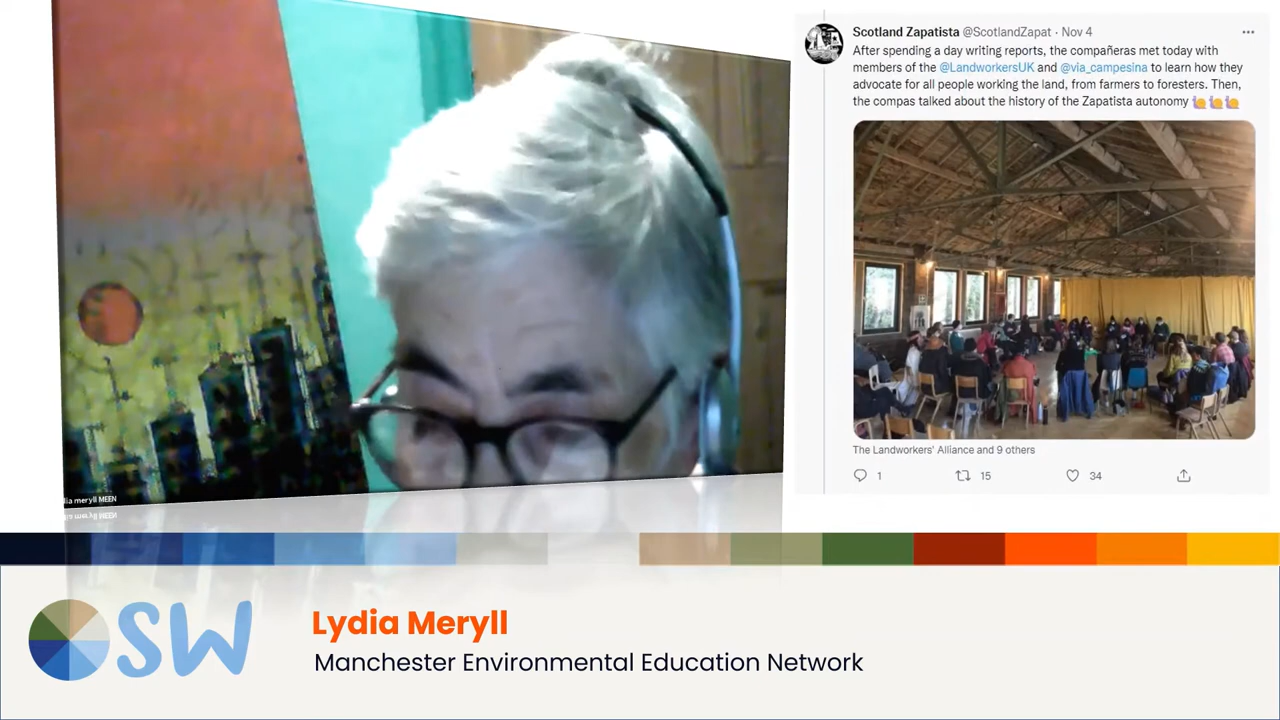 Scotland Zapatista @ScotlandZapat · Nov 4
After spending a day writing reports, the compañeras met today with
members of the @LandworkersUK and @via_campesina to learn how they
advocate for all people working the land, from farmers to foresters. Then,
the compas talked about the history of the Zapatista autonomy 🐌🐌🐌
The Landworkers' Alliance and 9 others
1 15 34
dia meryll MEEN
SW
Lydia Meryll
Manchester Environmental Education Network